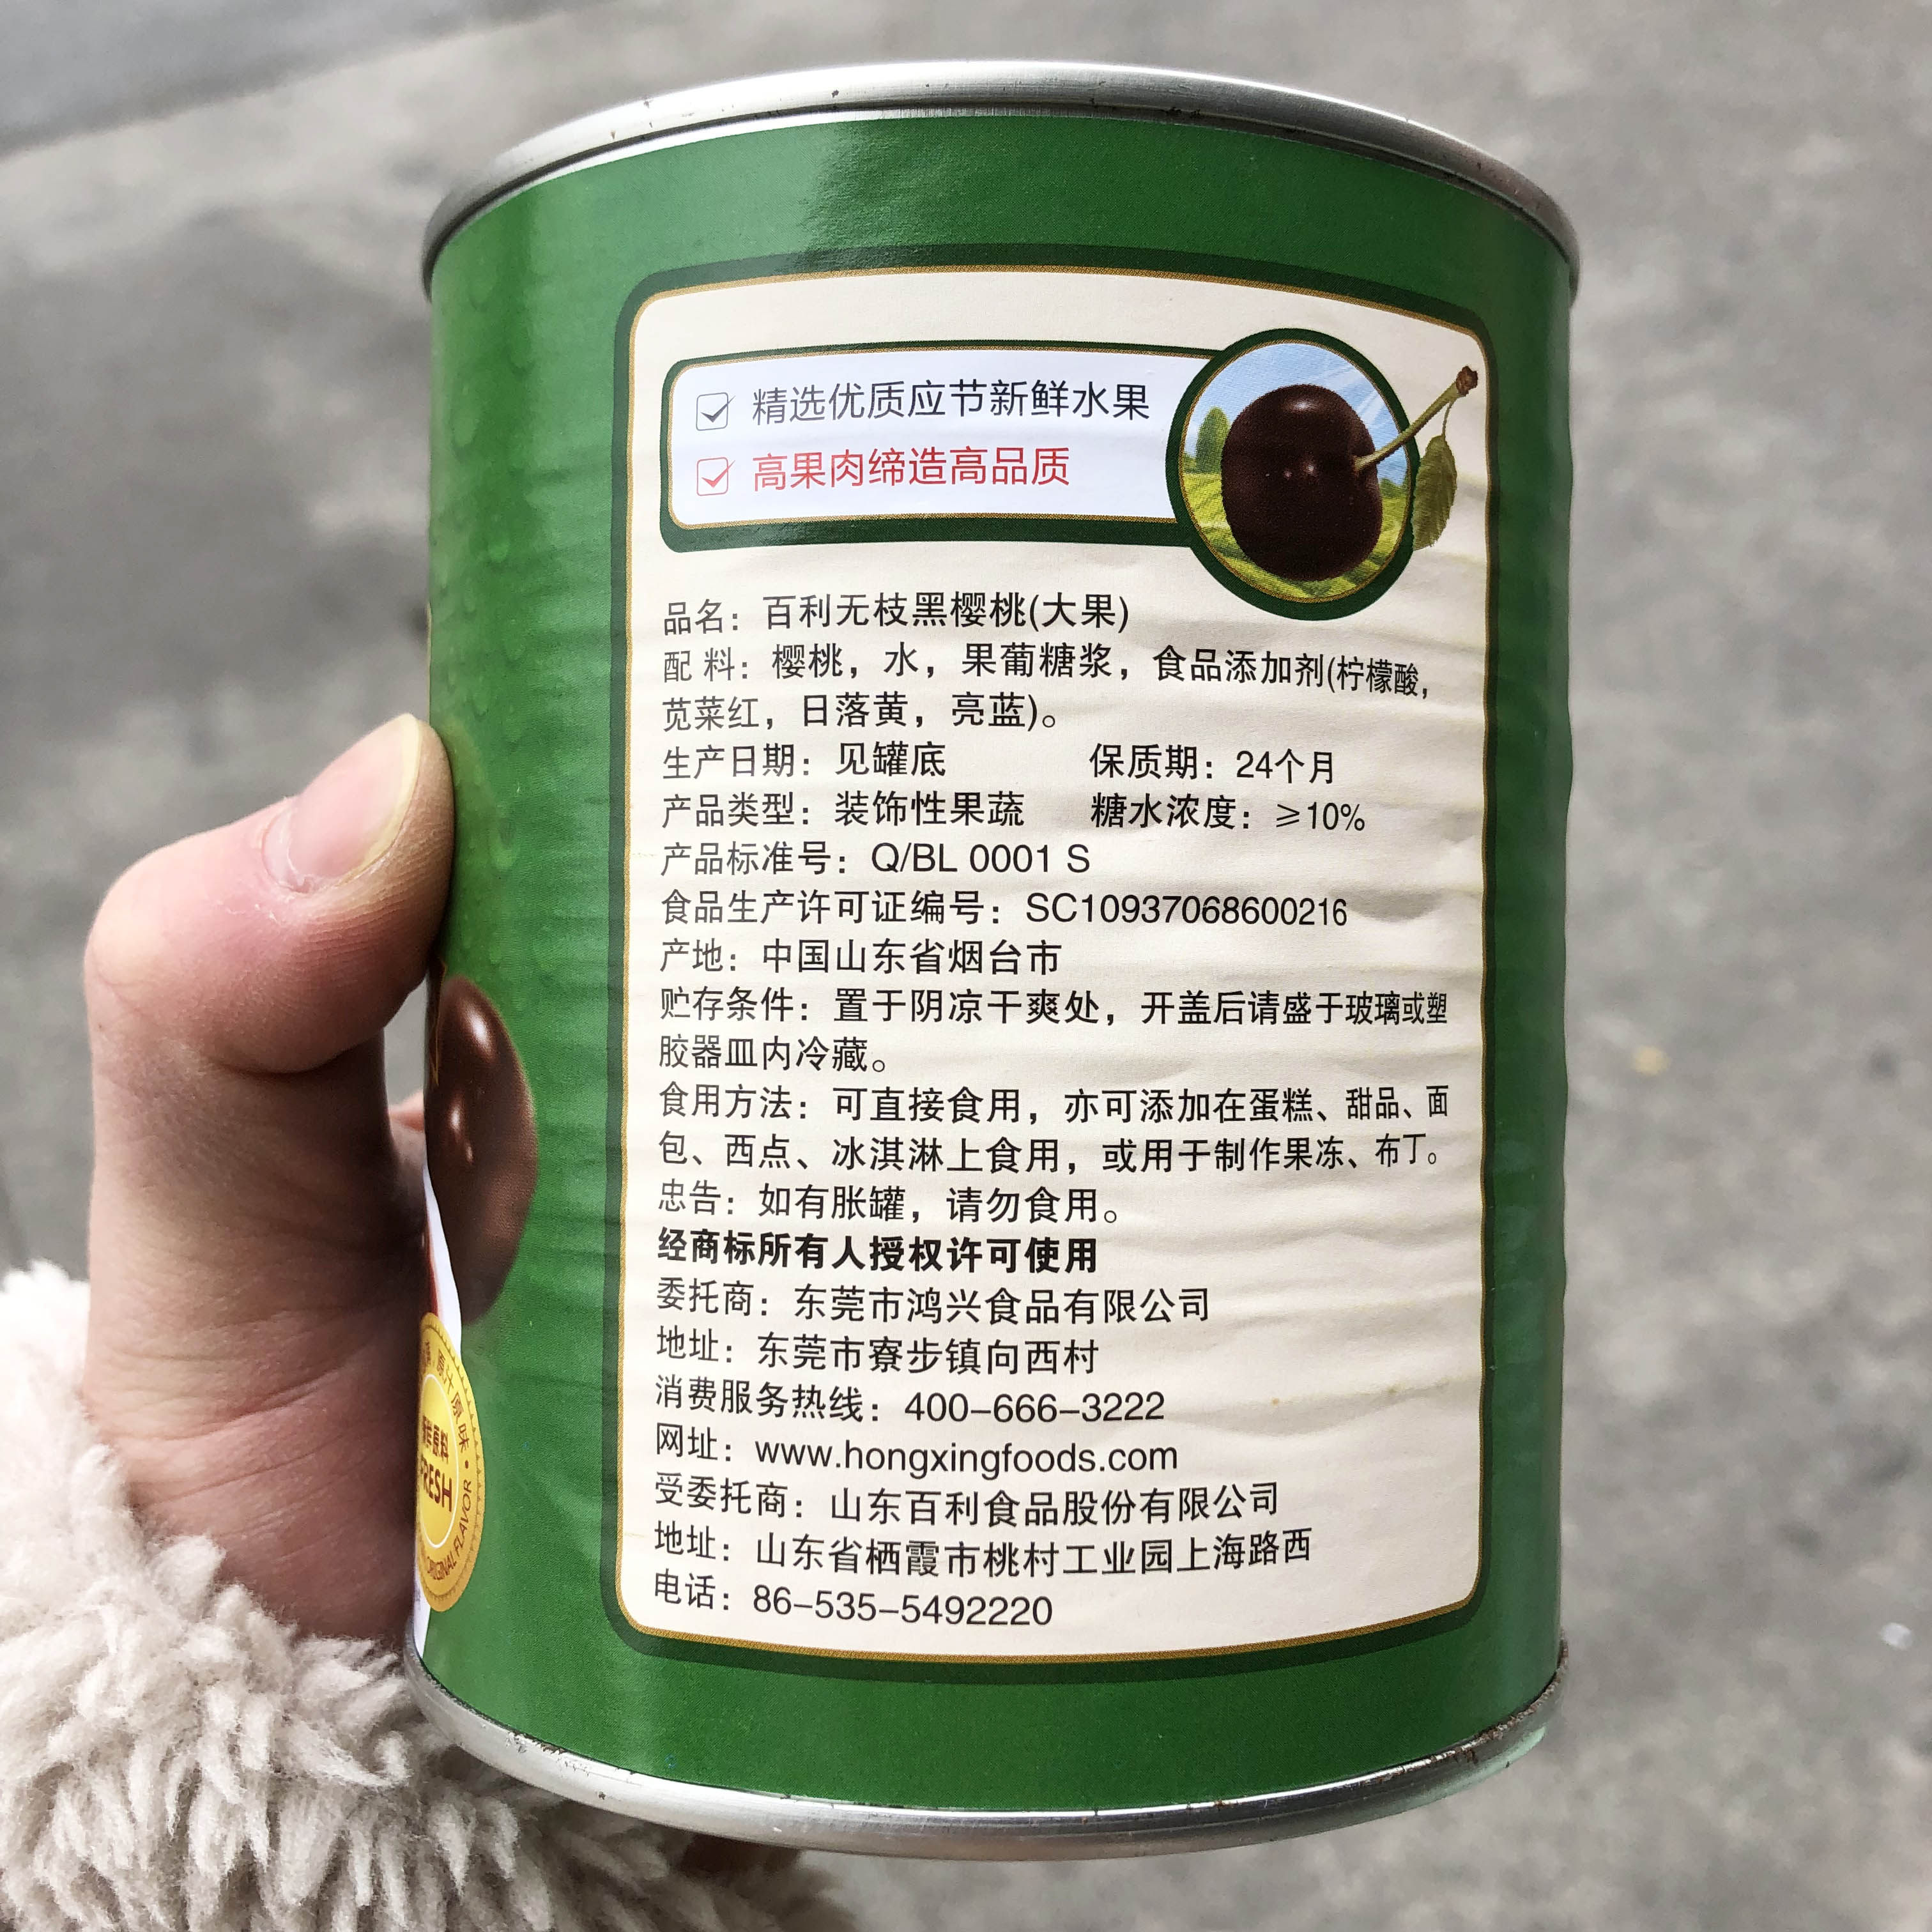 精选优质应节新鲜水果
高果肉缔造高品质
品名：百利无枝黑樱桃(大果)
配 料：樱桃，水，果葡糖浆，食品添加剂(柠檬酸，
苋菜红，日落黄，亮蓝)。
生产日期：见罐底 保质期：24个月
产品类型：装饰性果蔬 糖水浓度：≥10%
产品标准号：Q/BL 0001 S
食品生产许可证编号：SC10937068600216
产地：中国山东省烟台市
贮存条件：置于阴凉干爽处，开盖后请盛于玻璃或塑
胶器皿内冷藏。
食用方法：可直接食用，亦可添加在蛋糕、甜品、面
包、西点、冰淇淋上食用，或用于制作果冻、布丁。
忠告：如有胀罐，请勿食用。
经商标所有人授权许可使用
委托商：东莞市鸿兴食品有限公司
地址：东莞市寮步镇向西村
消费服务热线：400-666-3222
网址：www.hongxingfoods.com
受委托商：山东百利食品股份有限公司
地址：山东省栖霞市桃村工业园上海路西
电话：86-535-5492220
原汁原味
FRESH
ORIGINAL FLAVOR